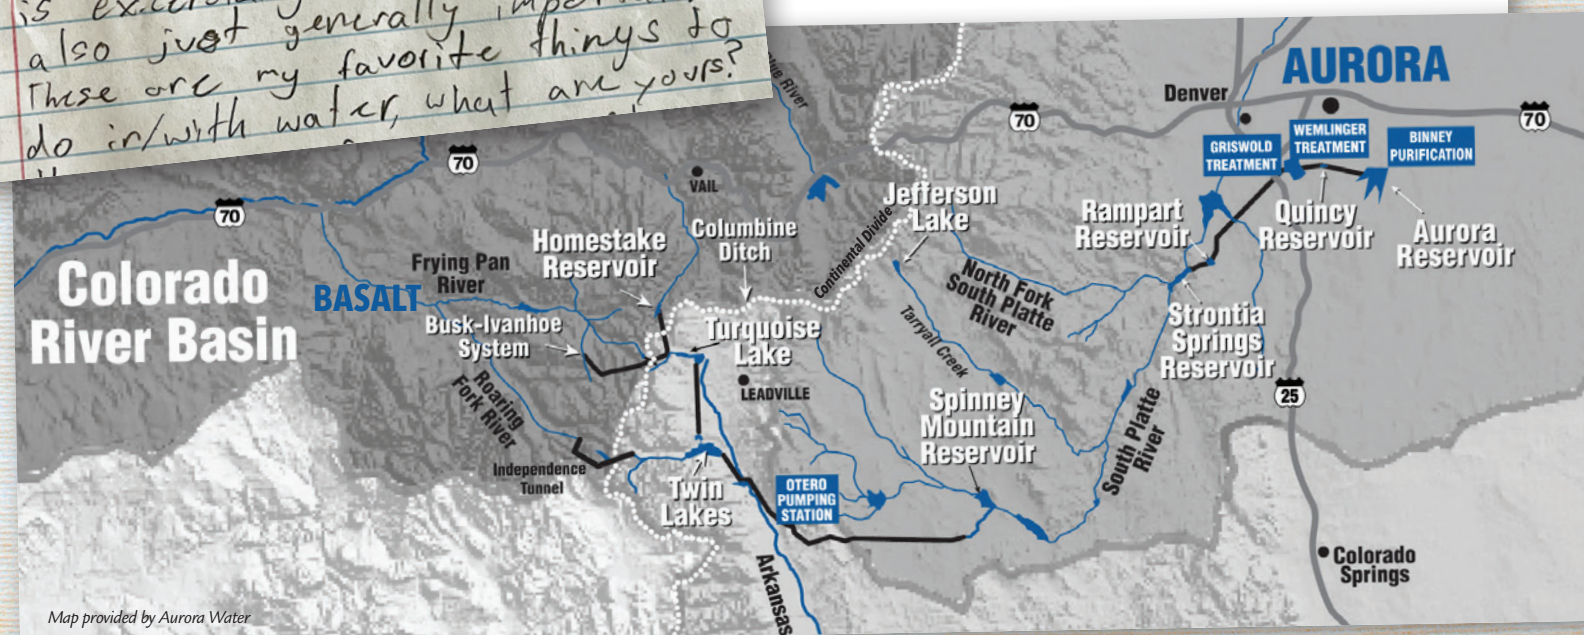 is
also just generally
These are my favorite things to
do in/with water, what are yours?
Blue River
AURORA
Denver
70
70
70
70
GRISWOLD
TREATMENT
WEMLINGER
TREATMENT
BINNEY
PURIFICATION
VAIL
Jefferson
Lake
Continental Divide
Columbine
Ditch
Homestake
Reservoir
Rampart
Reservoir
Quincy
Reservoir
Aurora
Reservoir
Colorado
River Basin
Frying Pan
River
BASALT
Busk-Ivanhoe
System
Turquoise
Lake
LEADVILLE
North Fork
South Platte
River
Tarryall Creek
Strontia
Springs
Reservoir
25
Roaring
Fork River
Spinney
Mountain
Reservoir
South Platte
River
Independence
Tunnel
Twin
Lakes
OTERO
PUMPING
STATION
Arkansas
Colorado
Springs
Map provided by Aurora Water